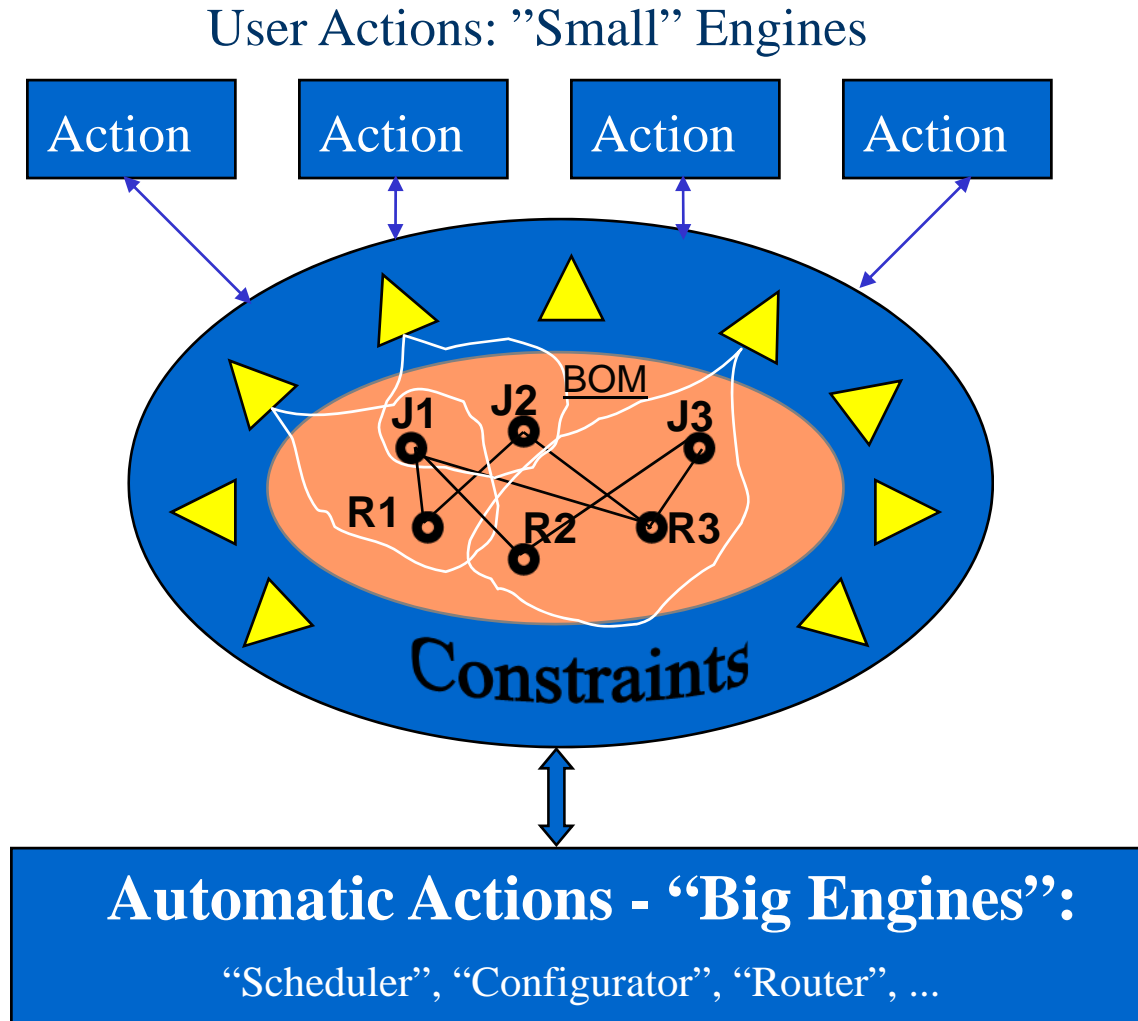 User Actions: ”Small” Engines
Action Action Action Action
BOM
J1 J2 J3
R1 R2 R3
Constraints
Automatic Actions - “Big Engines”:
“Scheduler”, “Configurator”, “Router”, ...